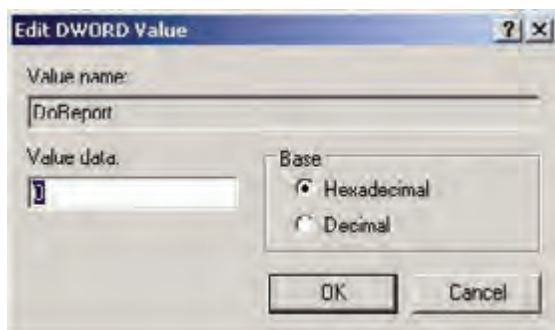 Edit DWORD Value
? ×
Value name:
DoReport
Value data:
0
Base
Hexadecimal
Decimal
OK
Cancel